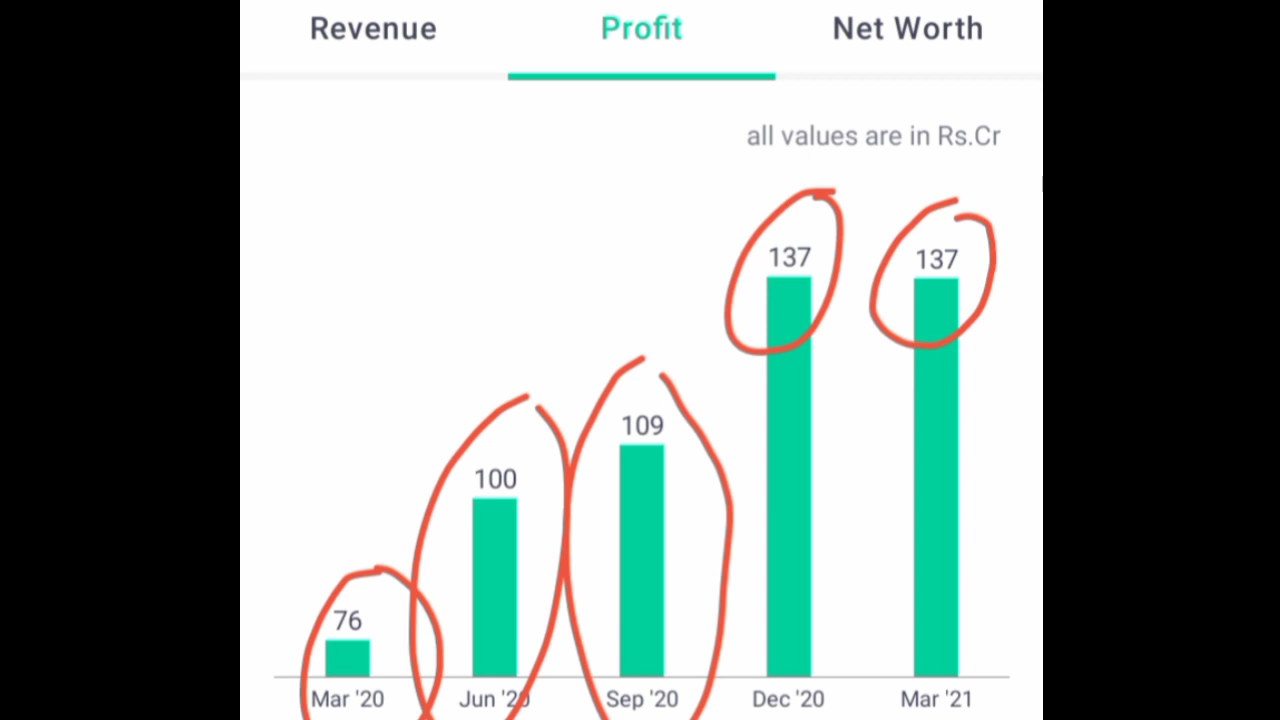 Revenue Profit Net Worth
all values are in Rs.Cr
137 137
109
100
76
Mar '20 Jun '20 Sep '20 Dec '20 Mar '21